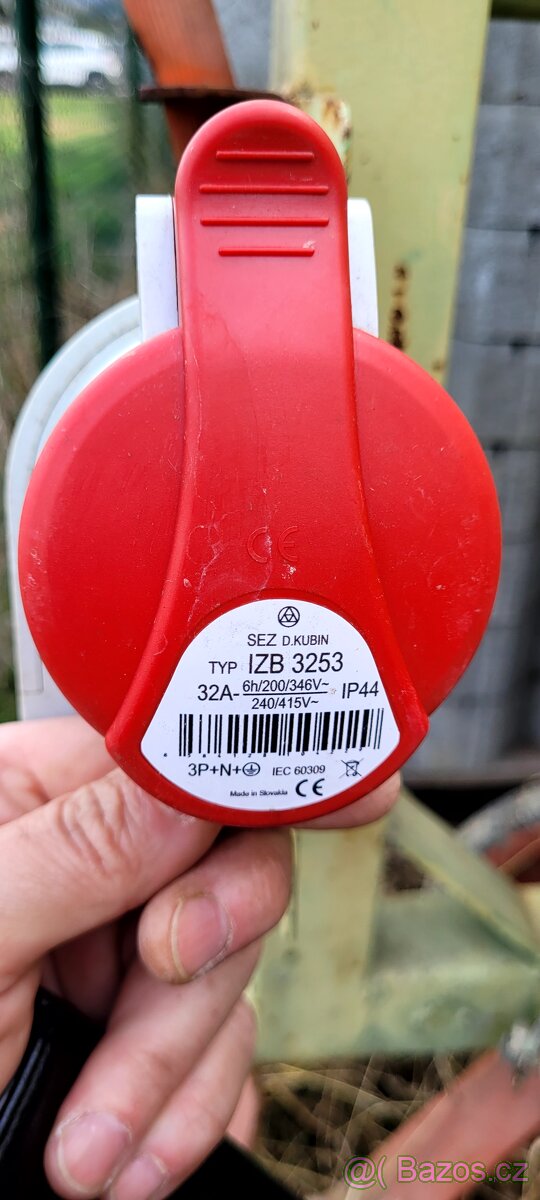 CE
SEZ D.KUBIN
TYP IZB 3253
32A- 6h/200/346V~ IP44
240/415V~
3P+N+ IEC 60309
Made in Slovakia CE
@( Bazos.cz